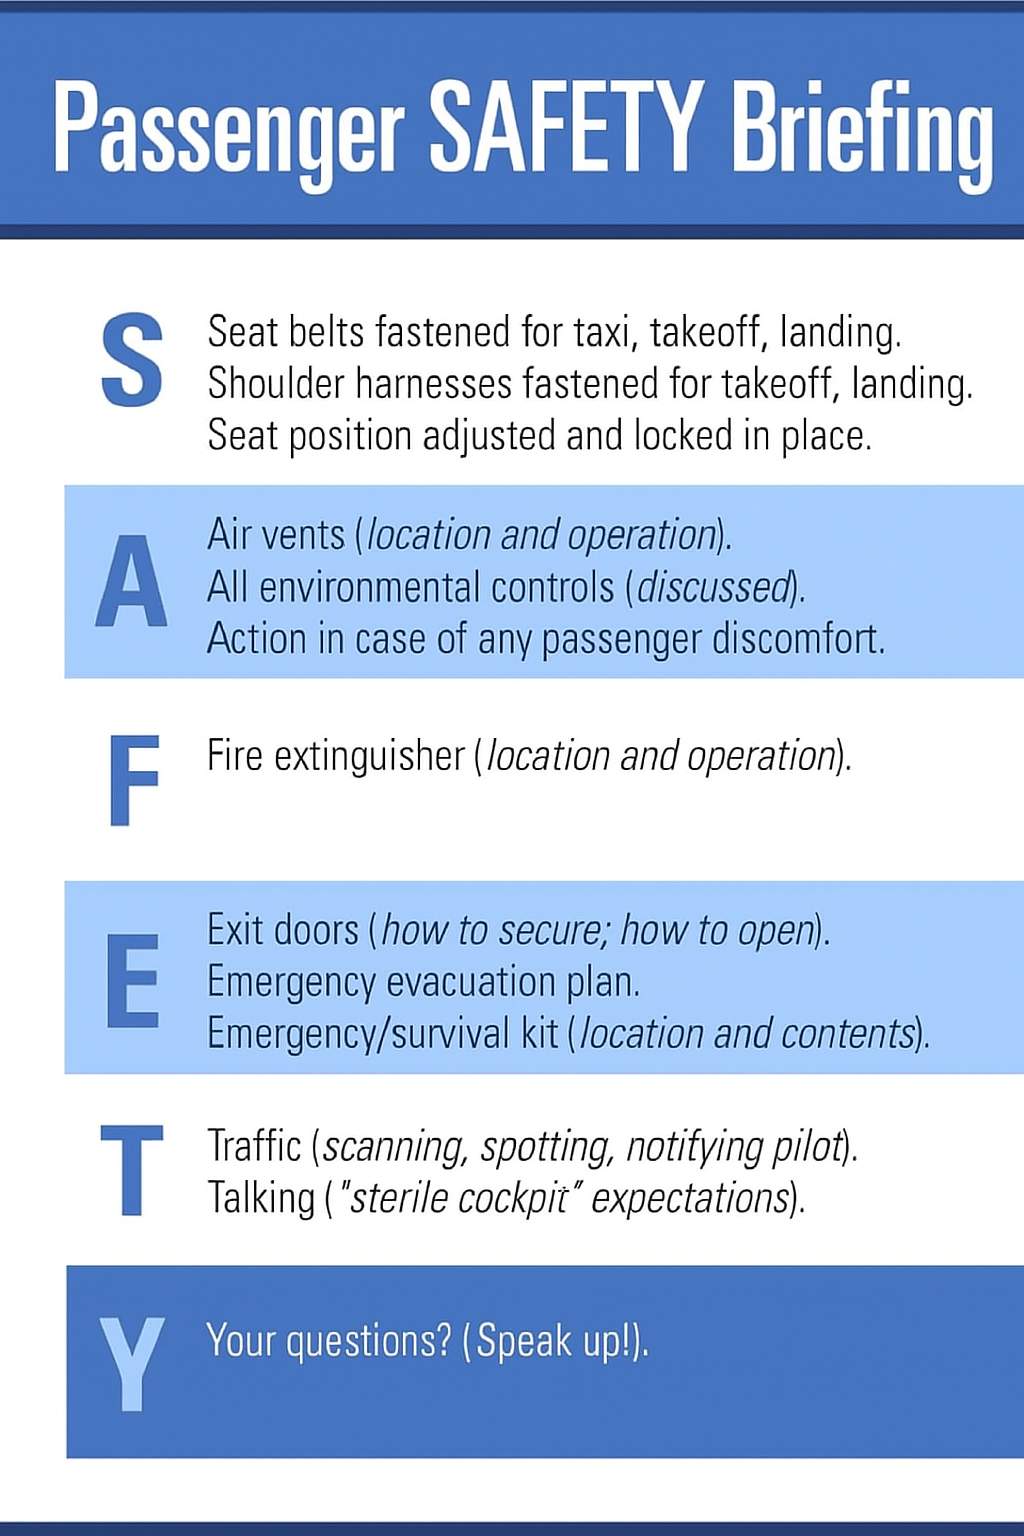 Passenger SAFETY Briefing
S
Seat belts fastened for taxi, takeoff, landing.
Shoulder harnesses fastened for takeoff, landing.
Seat position adjusted and locked in place.
A
Air vents (location and operation).
All environmental controls (discussed).
Action in case of any passenger discomfort.
F
Fire extinguisher (location and operation).
E
Exit doors (how to secure; how to open).
Emergency evacuation plan.
Emergency/survival kit (location and contents).
T
Traffic (scanning, spotting, notifying pilot).
Talking ("sterile cockpit" expectations).
Y
Your questions? (Speak up!).